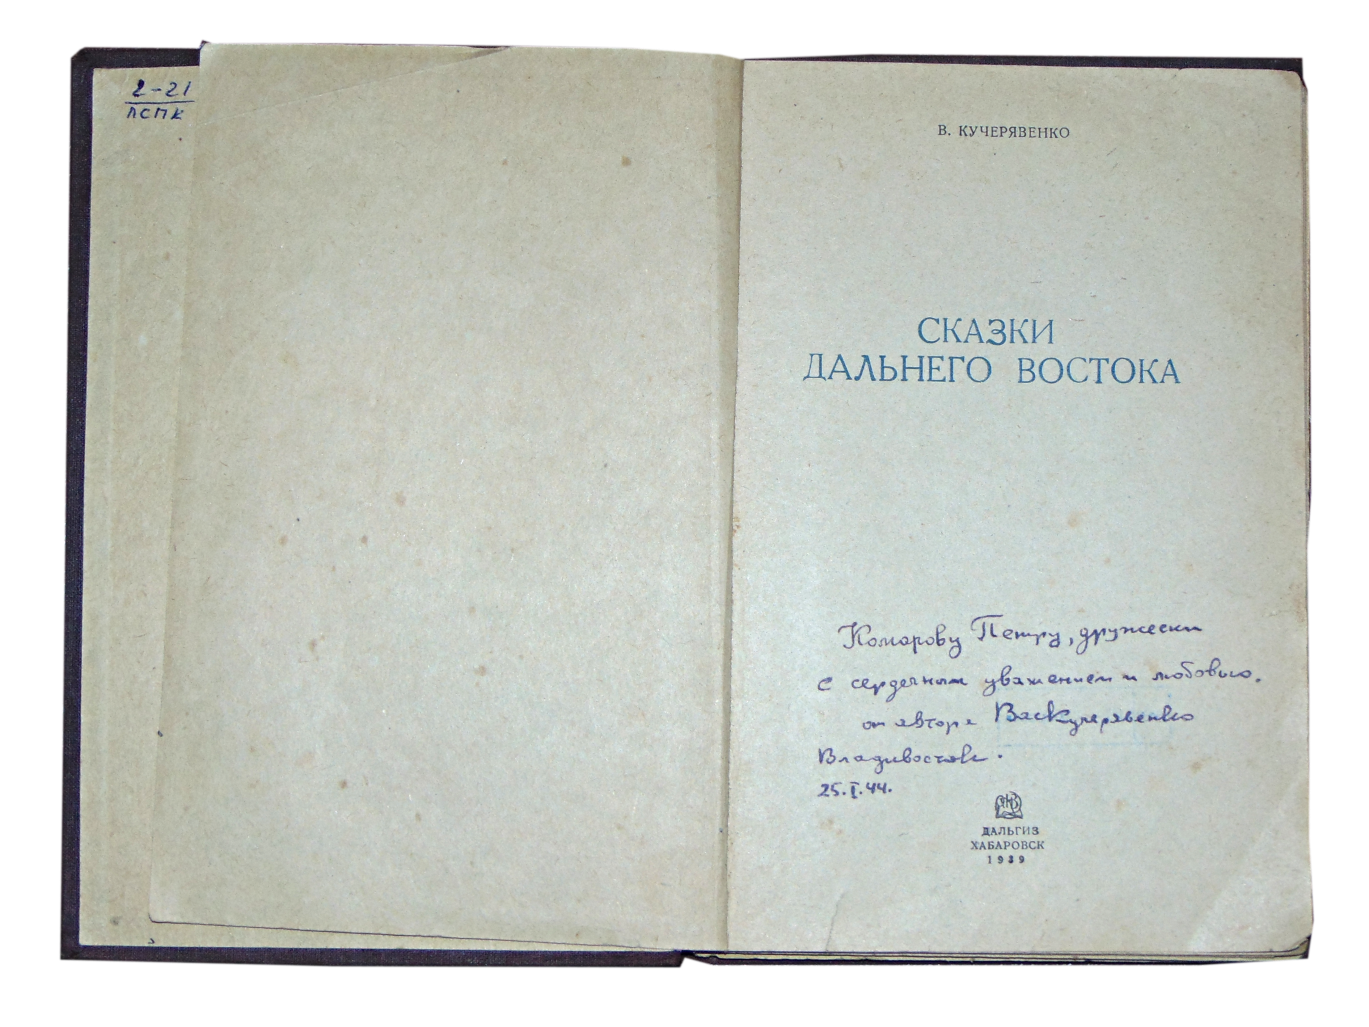 2-21
ЛСПК
В. КУЧЕРЯВЕНКО
СКАЗКИ
ДАЛЬНЕГО ВОСТОКА
Комарову Петру, дружески
с сердечным уважением и любовью.
от автора ВасКучерявенко
Владивосток.
25.I.44.
ДАЛЬГИЗ
ХАБАРОВСК
1939